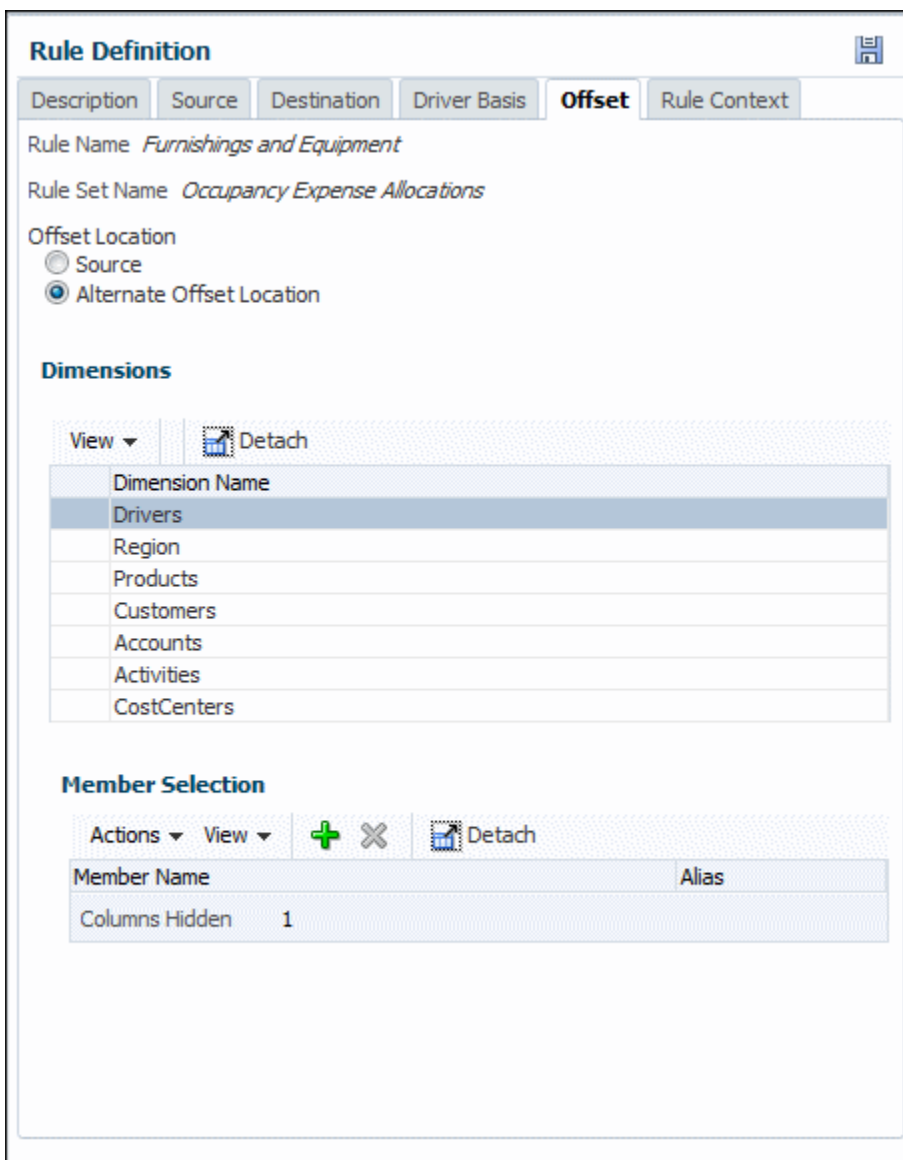 Rule Definition
Description Source Destination Driver Basis Offset Rule Context
Rule Name Furnishings and Equipment
Rule Set Name Occupancy Expense Allocations
Offset Location
Source
Alternate Offset Location
Dimensions
View Detach
Dimension Name
Drivers
Region
Products
Customers
Accounts
Activities
CostCenters
Member Selection
Actions View Detach
Member Name Alias
Columns Hidden 1